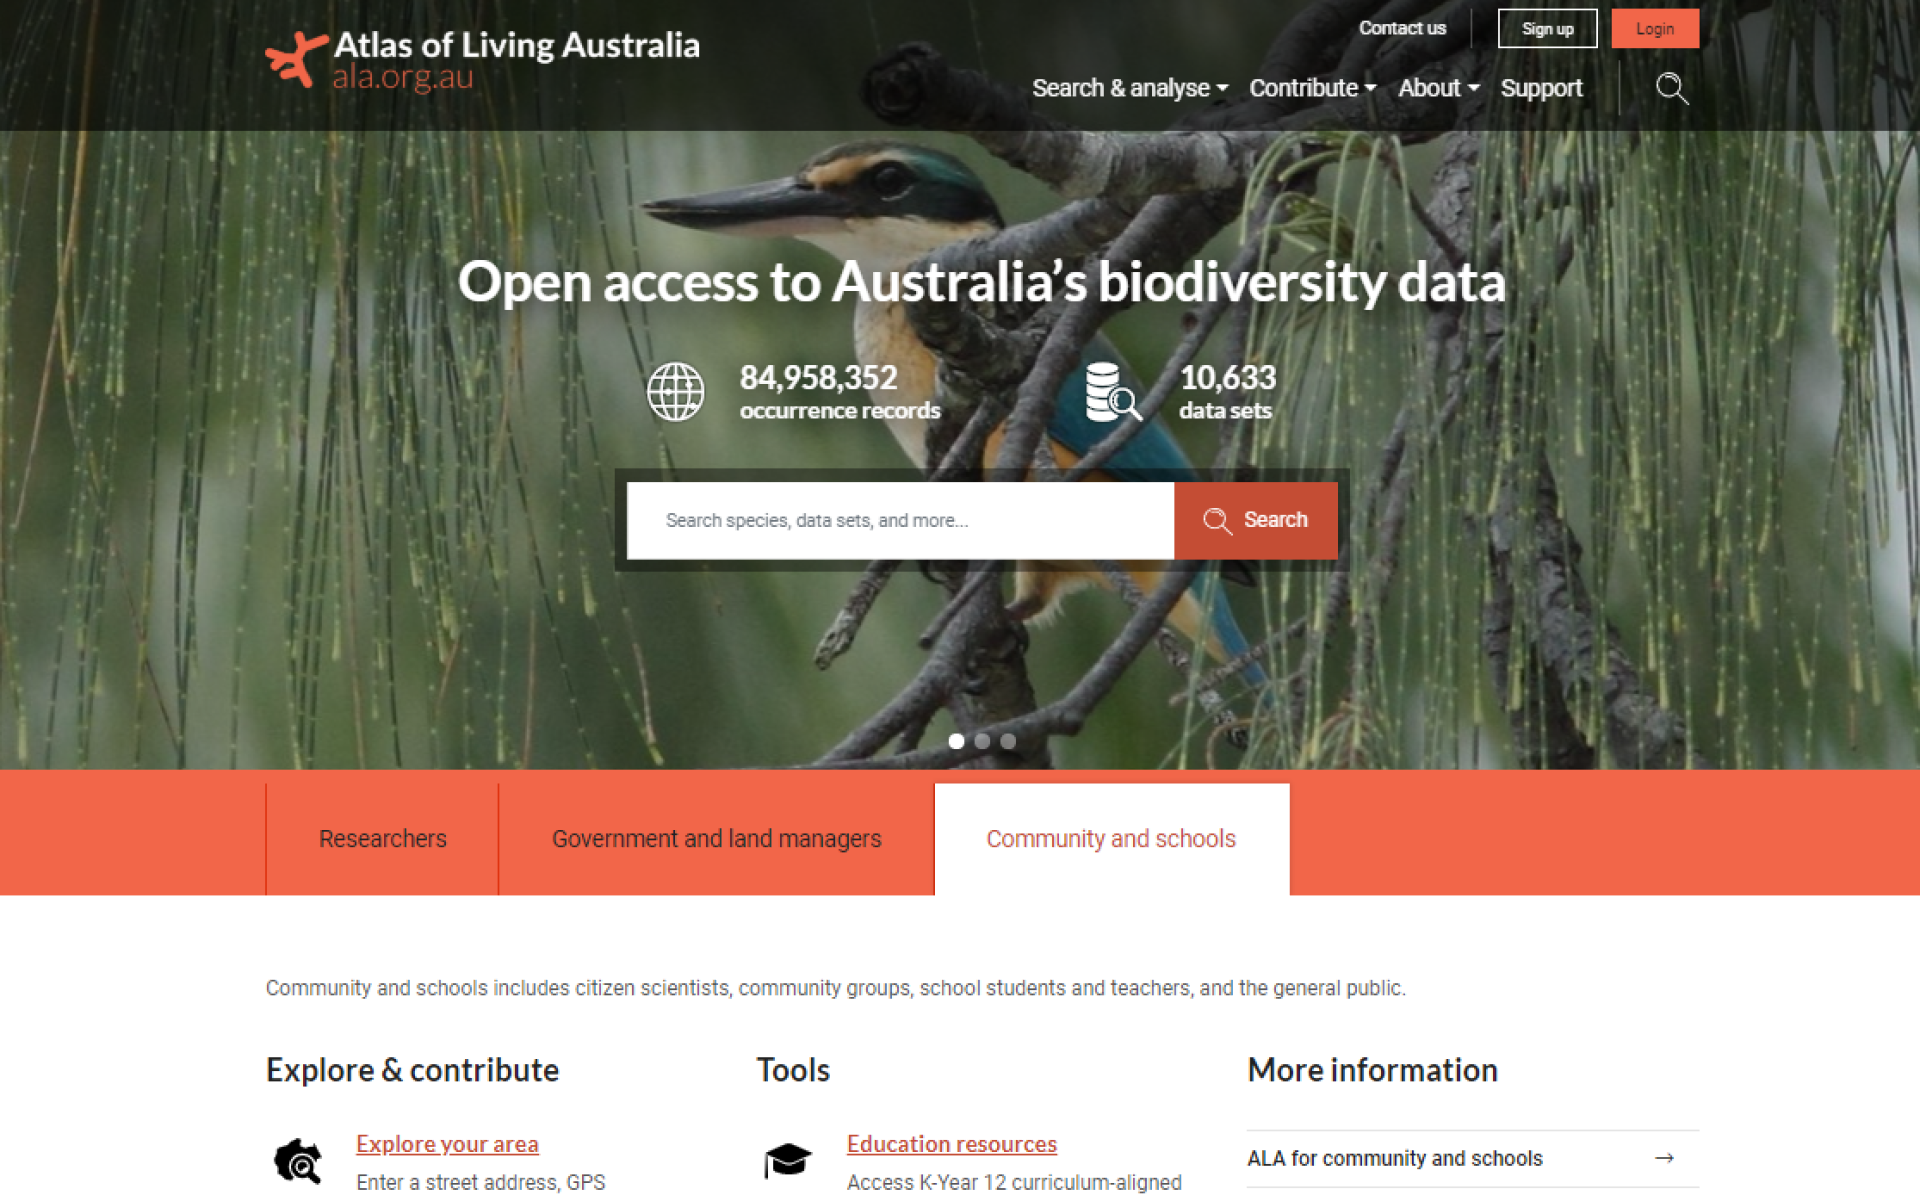 Contact us
Sign up
Login
Atlas of Living Australia
ala.org.au
Search & analyse
Contribute
About
Support
Open access to Australia’s biodiversity data
84,958,352
occurrence records
10,633
data sets
Search species, data sets, and more...
Search
Researchers
Government and land managers
Community and schools
Community and schools includes citizen scientists, community groups, school students and teachers, and the general public.
Explore & contribute
Explore your area
Enter a street address, GPS
Tools
Education resources
Access K-Year 12 curriculum-aligned
More information
ALA for community and schools